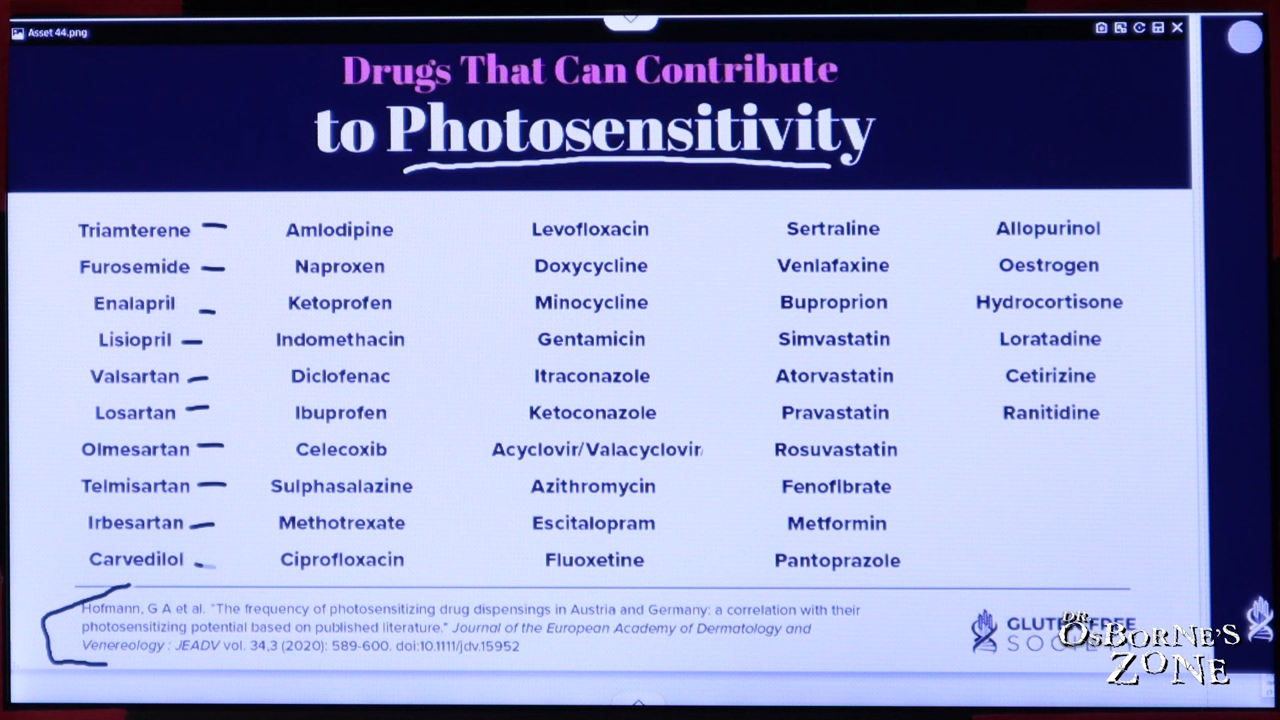 Asset 44.png
Drugs That Can Contribute
to Photosensitivity
Triamterene Amlodipine Levofloxacin Sertraline Allopurinol
Furosemide Naproxen Doxycycline Venlafaxine Oestrogen
Enalapril Ketoprofen Minocycline Buproprion Hydrocortisone
Lisiopril Indomethacin Gentamicin Simvastatin Loratadine
Valsartan Diclofenac Itraconazole Atorvastatin Cetirizine
Losartan Ibuprofen Ketoconazole Pravastatin Ranitidine
Olmesartan Celecoxib Acyclovir/Valacyclovir Rosuvastatin
Telmisartan Sulphasalazine Azithromycin Fenofibrate
Irbesartan Methotrexate Escitalopram Metformin
Carvedilol Ciprofloxacin Fluoxetine Pantoprazole
Hofmann, G A et al. "The frequency of photosensitizing drug dispensings in Austria and Germany: a correlation with their
photosensitizing potential based on published literature." Journal of the European Academy of Dermatology and
Venereology : JEADV vol. 34,3 (2020): 589-600. doi:10.1111/jdv.15952
DR. OSBORNE'S
ZONE